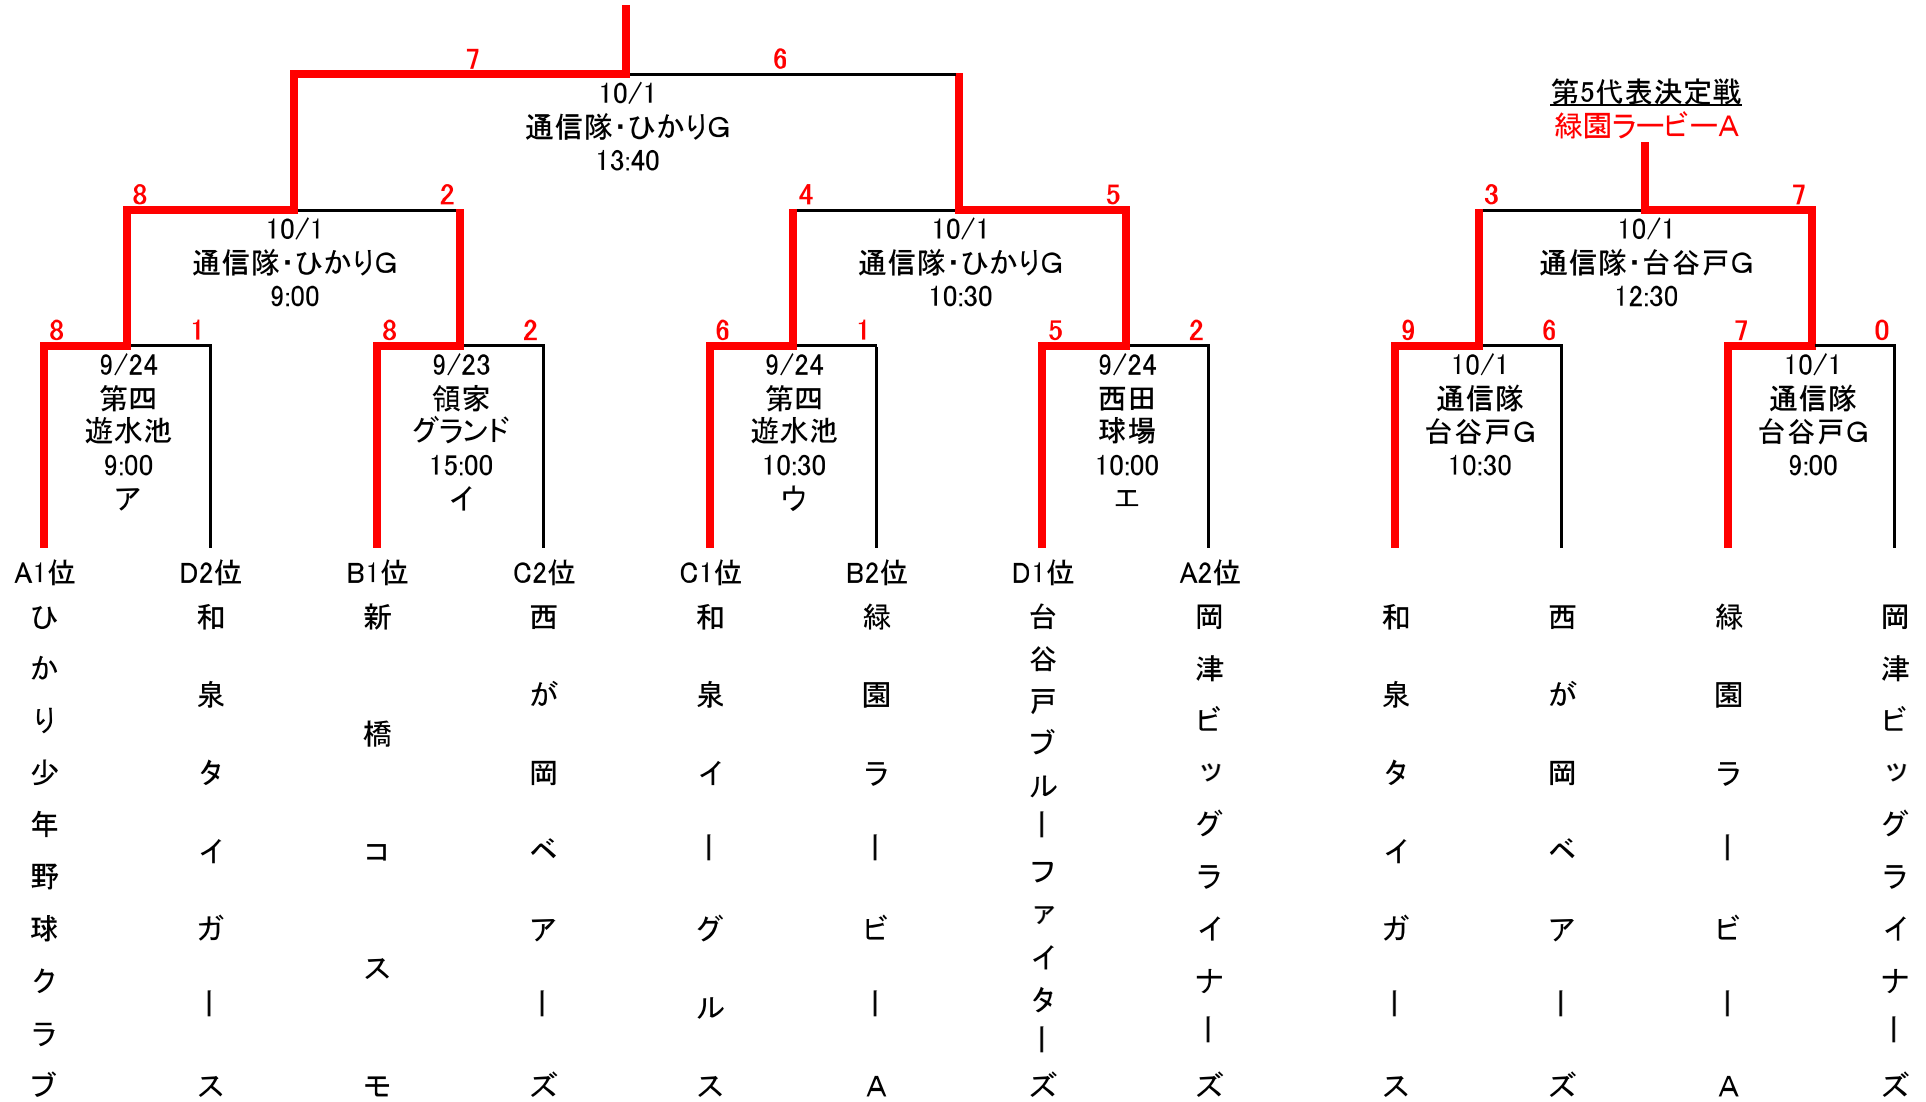 7 6
10/1
通信隊・ひかりG
13:40
第5代表決定戦
緑園ラービーA
8 2
10/1
通信隊・ひかりG
9:00
4 5
10/1
通信隊・ひかりG
10:30
3 7
10/1
通信隊・台谷戸G
12:30
8 1
9/24
第四
遊水池
9:00
ア
8 2
9/23
領家
グランド
15:00
イ
6 1
9/24
第四
遊水池
10:30
ウ
5 2
9/24
西田
球場
10:00
エ
9 6
10/1
通信隊
台谷戸G
10:30
7 0
10/1
通信隊
台谷戸G
9:00
A1位
ひかり少年野球クラブ
D2位
和泉タイガース
B1位
新橋コスモ
C2位
西が岡ベアーズ
C1位
和泉イーグルス
B2位
緑園ラービーA
D1位
台谷戸ブルーファイターズ
A2位
岡津ビッグライナーズ
和泉タイガース
西が岡ベアーズ
緑園ラービーA
岡津ビッグライナーズ